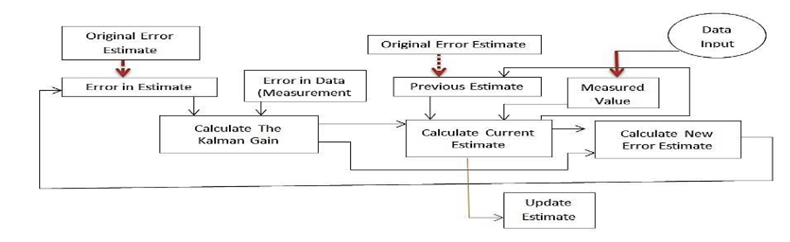 Original Error
Estimate
Original Error Estimate
Data
Input
Error in Estimate
Error in Data
(Measurement
Previous Estimate
Measured
Value
Calculate The
Kalman Gain
Calculate Current
Estimate
Calculate New
Error Estimate
Update
Estimate